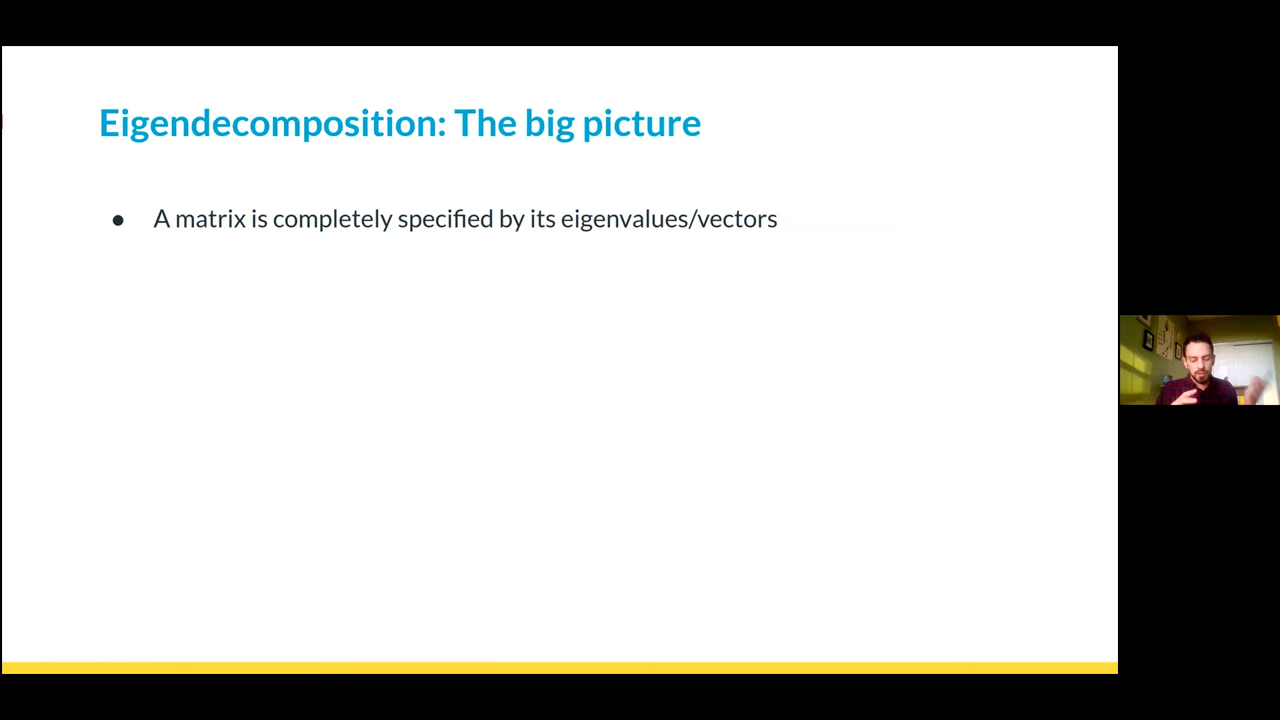 Eigendecomposition: The big picture
● A matrix is completely specified by its eigenvalues/vectors